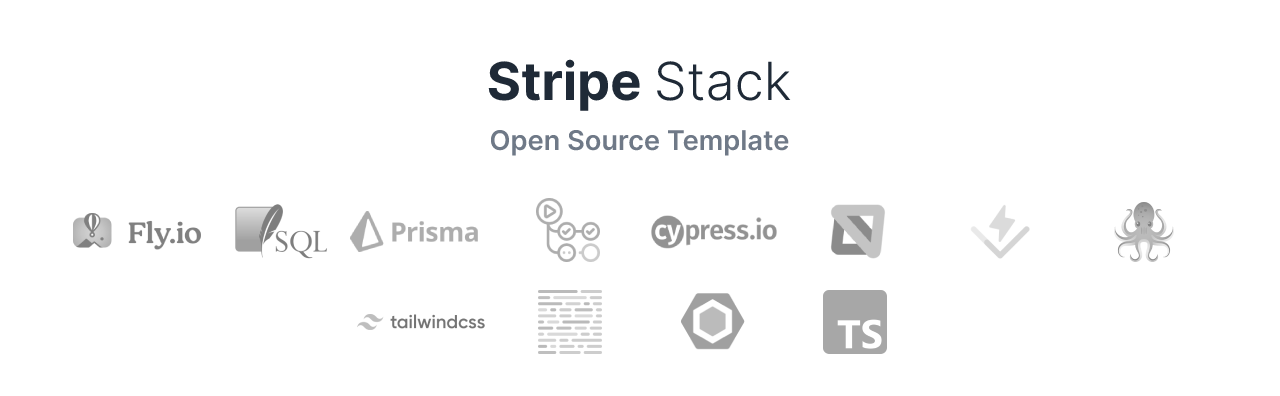 Stripe Stack
Open Source Template
Fly.io SQL Prisma cypress.io
tailwindcss TS